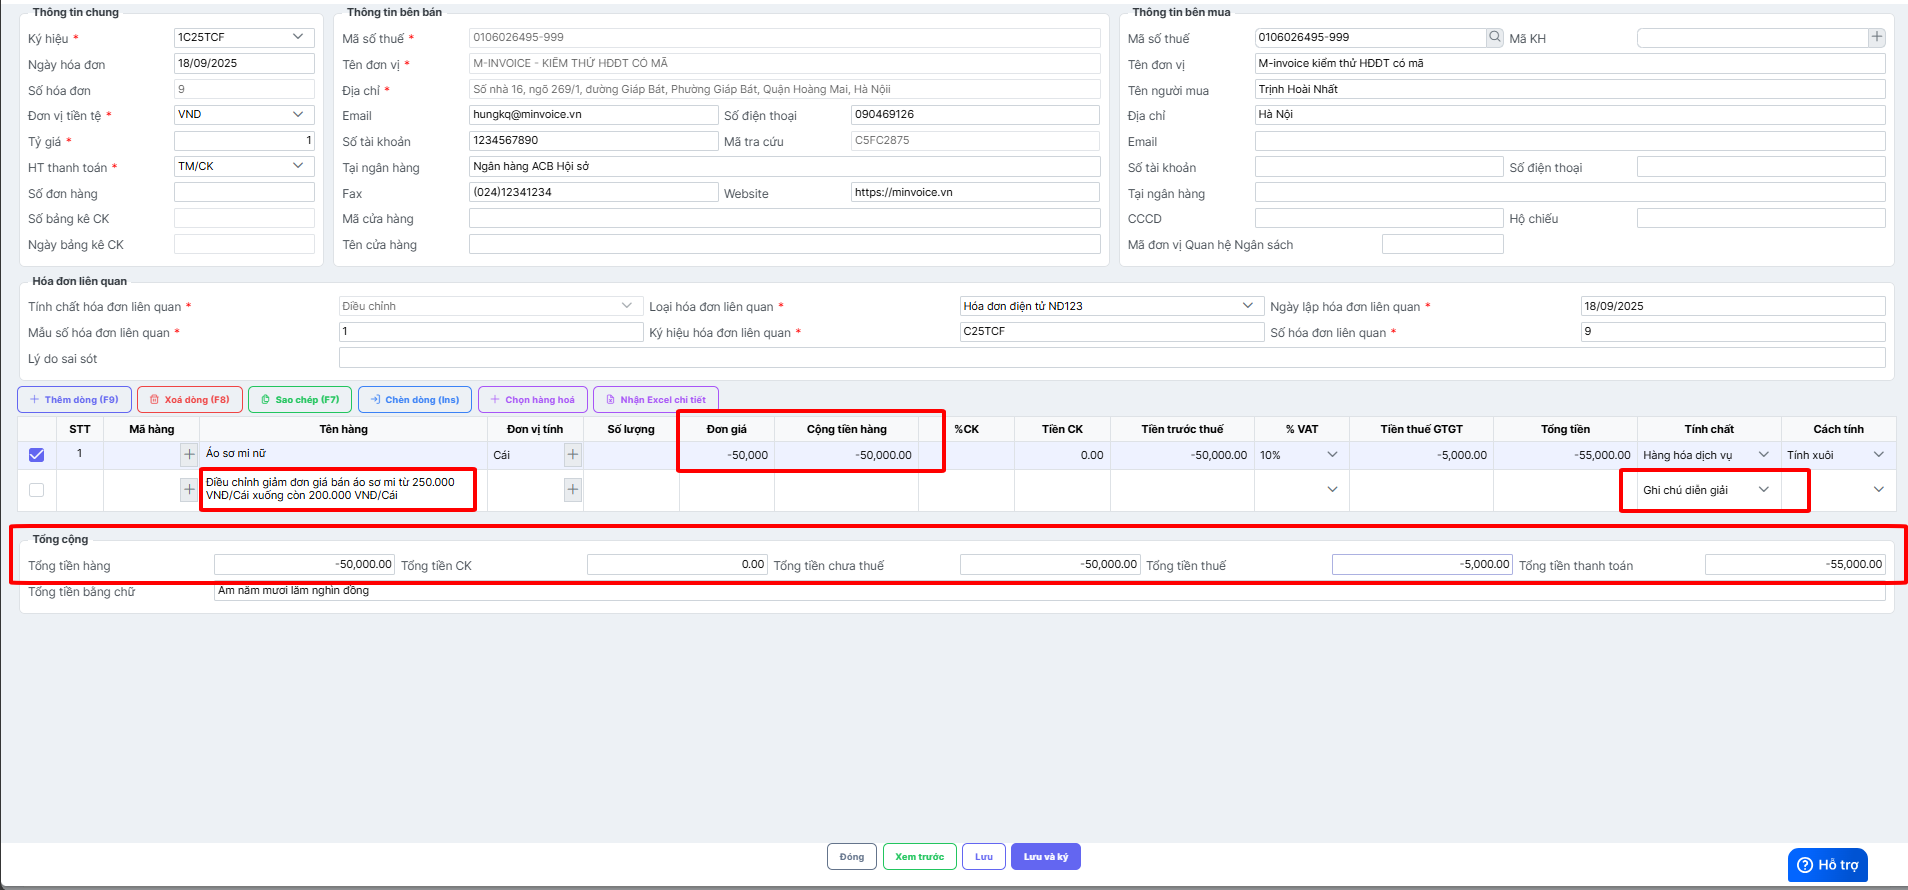 Thông tin chung
Ký hiệu * 1C25TCF
Ngày hóa đơn 18/09/2025
Số hóa đơn 9
Đơn vị tiền tệ * VND
Tỷ giá * 1
HT thanh toán * TM/CK
Số đơn hàng
Số bảng kê CK
Ngày bảng kê CK
Thông tin bên bán
Mã số thuế * 0106026495-999
Tên đơn vị * M-INVOICE - KIỂM THỬ HĐĐT CÓ MÃ
Địa chỉ * Số nhà 16, ngõ 269/1, đường Giáp Bát, Phường Giáp Bát, Quận Hoàng Mai, Hà Nộii
Email hungkq@minvoice.vn Số điện thoại 090469126
Số tài khoản 1234567890 Mã tra cứu C5FC2875
Tại ngân hàng Ngân hàng ACB Hội sở
Fax (024)12341234 Website https://minvoice.vn
Mã cửa hàng
Tên cửa hàng
Thông tin bên mua
Mã số thuế 0106026495-999 Mã KH
Tên đơn vị M-invoice kiểm thử HĐĐT có mã
Tên người mua Trịnh Hoài Nhất
Địa chỉ Hà Nội
Email
Số tài khoản Số điện thoại
Tại ngân hàng
CCCD Hộ chiếu
Mã đơn vị Quan hệ Ngân sách
Hóa đơn liên quan
Tính chất hóa đơn liên quan * Điều chỉnh Loại hóa đơn liên quan * Hóa đơn điện tử NĐ123 Ngày lập hóa đơn liên quan * 18/09/2025
Mẫu số hóa đơn liên quan * 1 Ký hiệu hóa đơn liên quan * C25TCF Số hóa đơn liên quan * 9
Lý do sai sót
Thêm dòng (F9) Xoá dòng (F8) Sao chép (F7) Chèn dòng (Ins) Chọn hàng hoá Nhận Excel chi tiết
STT Mã hàng Tên hàng Đơn vị tính Số lượng Đơn giá Cộng tiền hàng %CK Tiền CK Tiền trước thuế % VAT Tiền thuế GTGT Tổng tiền Tính chất Cách tính
1 Áo sơ mi nữ Cái -50,000 -50,000.00 0.00 -50,000.00 10% -5,000.00 -55,000.00 Hàng hóa dịch vụ Tính xuôi
Điều chỉnh giảm đơn giá bán áo sơ mi từ 250.000
VNĐ/Cái xuống còn 200.000 VNĐ/Cái Ghi chú diễn giải
Tổng cộng
Tổng tiền hàng -50,000.00 Tổng tiền CK 0.00 Tổng tiền chưa thuế -50,000.00 Tổng tiền thuế -5,000.00 Tổng tiền thanh toán -55,000.00
Tổng tiền bằng chữ Âm năm mươi lăm nghìn đồng
Đóng Xem trước Lưu Lưu và ký
Hỗ trợ